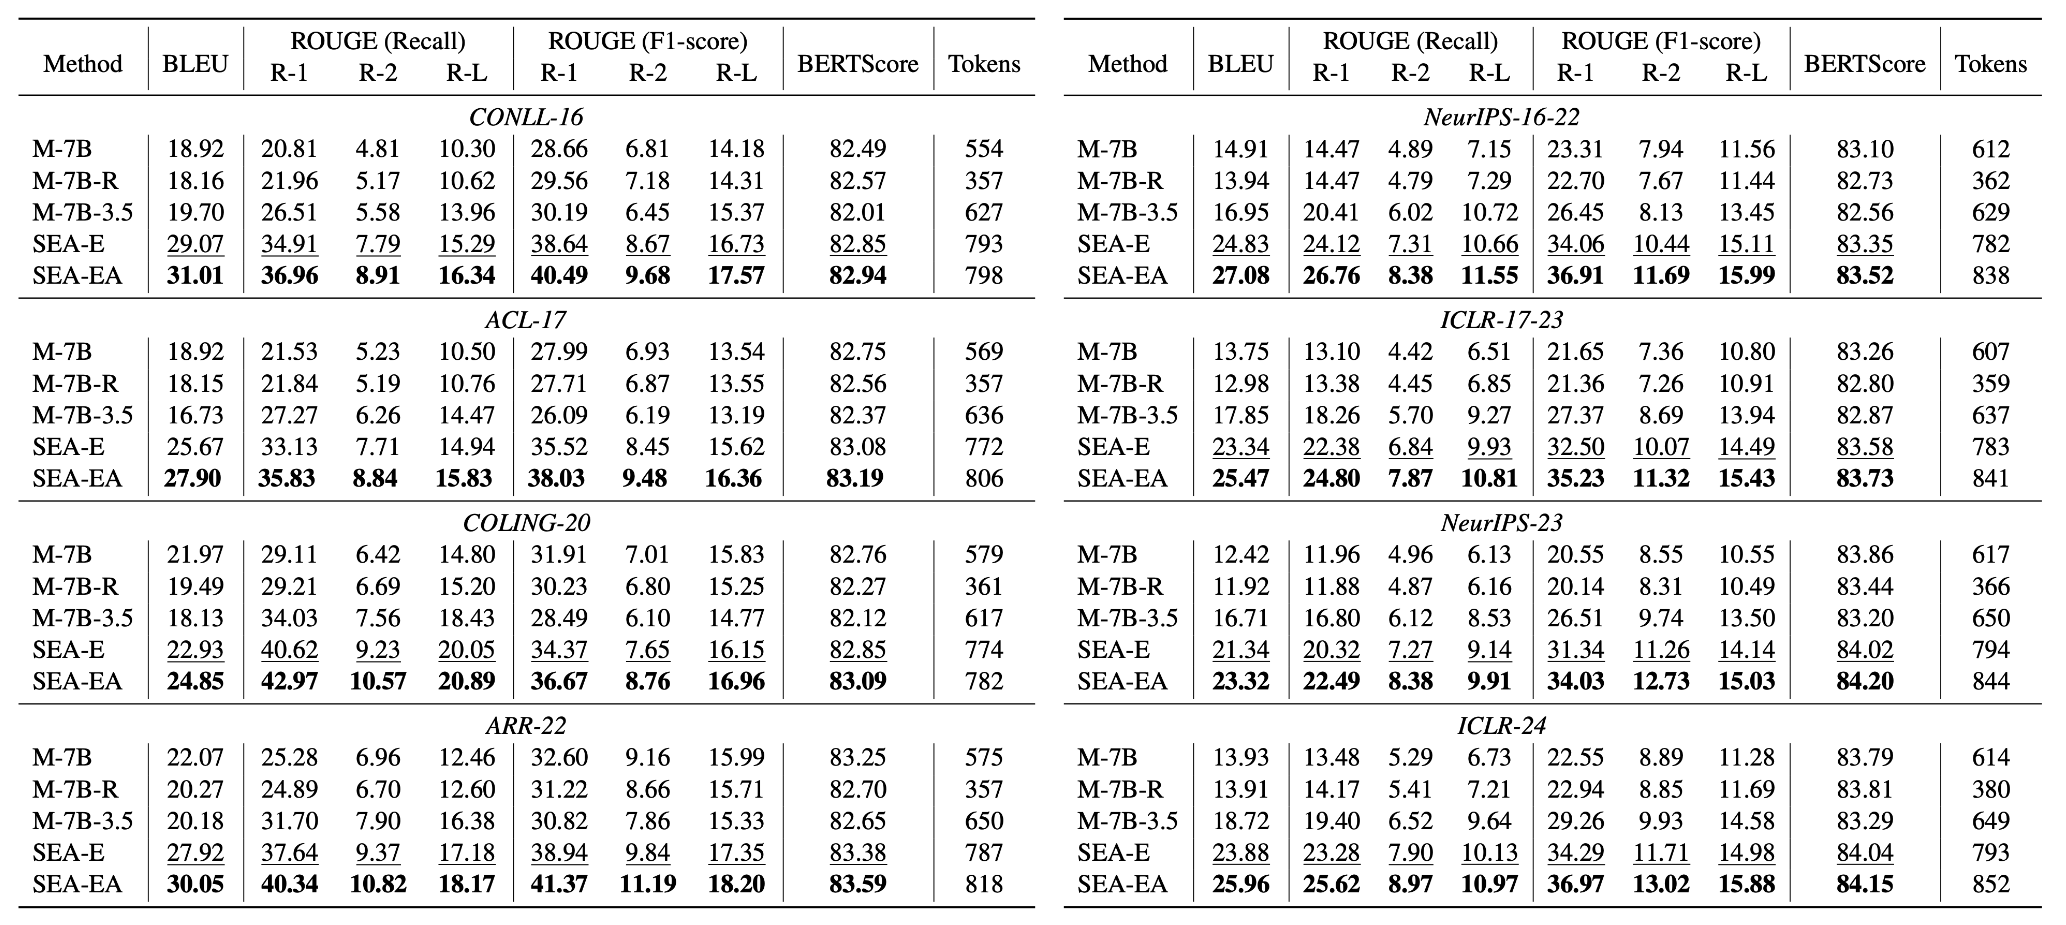 Method BLEU ROUGE (Recall) ROUGE (F1-score) BERTScore Tokens
R-1 R-2 R-L R-1 R-2 R-L
CONLL-16
M-7B 18.92 20.81 4.81 10.30 28.66 6.81 14.18 82.49 554
M-7B-R 18.16 21.96 5.17 10.62 29.56 7.18 14.31 82.57 357
M-7B-3.5 19.70 26.51 5.58 13.96 30.19 6.45 15.37 82.01 627
SEA-E 29.07 34.91 7.79 15.29 38.64 8.67 16.73 82.85 793
SEA-EA 31.01 36.96 8.91 16.34 40.49 9.68 17.57 82.94 798
ACL-17
M-7B 18.92 21.53 5.23 10.50 27.99 6.93 13.54 82.75 569
M-7B-R 18.15 21.84 5.19 10.76 27.71 6.87 13.55 82.56 357
M-7B-3.5 16.73 27.27 6.26 14.47 26.09 6.19 13.19 82.37 636
SEA-E 25.67 33.13 7.71 14.94 35.52 8.45 15.62 83.08 772
SEA-EA 27.90 35.83 8.84 15.83 38.03 9.48 16.36 83.19 806
COLING-20
M-7B 21.97 29.11 6.42 14.80 31.91 7.01 15.83 82.76 579
M-7B-R 19.49 29.21 6.69 15.20 30.23 6.80 15.25 82.27 361
M-7B-3.5 18.13 34.03 7.56 18.43 28.49 6.10 14.77 82.12 617
SEA-E 22.93 40.62 9.23 20.05 34.37 7.65 16.15 82.85 774
SEA-EA 24.85 42.97 10.57 20.89 36.67 8.76 16.96 83.09 782
ARR-22
M-7B 22.07 25.28 6.96 12.46 32.60 9.16 15.99 83.25 575
M-7B-R 20.27 24.89 6.70 12.60 31.22 8.66 15.71 82.70 357
M-7B-3.5 20.18 31.70 7.90 16.38 30.82 7.86 15.33 82.65 650
SEA-E 27.92 37.64 9.37 17.18 38.94 9.84 17.35 83.38 787
SEA-EA 30.05 40.34 10.82 18.17 41.37 11.19 18.20 83.59 818
Method BLEU ROUGE (Recall) ROUGE (F1-score) BERTScore Tokens
R-1 R-2 R-L R-1 R-2 R-L
NeurIPS-16-22
M-7B 14.91 14.47 4.89 7.15 23.31 7.94 11.56 83.10 612
M-7B-R 13.94 14.47 4.79 7.29 22.70 7.67 11.44 82.73 362
M-7B-3.5 16.95 20.41 6.02 10.72 26.45 8.13 13.45 82.56 629
SEA-E 24.83 24.12 7.31 10.66 34.06 10.44 15.11 83.35 782
SEA-EA 27.08 26.76 8.38 11.55 36.91 11.69 15.99 83.52 838
ICLR-17-23
M-7B 13.75 13.10 4.42 6.51 21.65 7.36 10.80 83.26 607
M-7B-R 12.98 13.38 4.45 6.85 21.36 7.26 10.91 82.80 359
M-7B-3.5 17.85 18.26 5.70 9.27 27.37 8.69 13.94 82.87 637
SEA-E 23.34 22.38 6.84 9.93 32.50 10.07 14.49 83.58 783
SEA-EA 25.47 24.80 7.87 10.81 35.23 11.32 15.43 83.73 841
NeurIPS-23
M-7B 12.42 11.96 4.96 6.13 20.55 8.55 10.55 83.86 617
M-7B-R 11.92 11.88 4.87 6.16 20.14 8.31 10.49 83.44 366
M-7B-3.5 16.71 16.80 6.12 8.53 26.51 9.74 13.50 83.20 650
SEA-E 21.34 20.32 7.27 9.14 31.34 11.26 14.14 84.02 794
SEA-EA 23.32 22.49 8.38 9.91 34.03 12.73 15.03 84.20 844
ICLR-24
M-7B 13.93 13.48 5.29 6.73 22.55 8.89 11.28 83.79 614
M-7B-R 13.91 14.17 5.41 7.21 22.94 8.85 11.69 83.81 380
M-7B-3.5 18.72 19.40 6.52 9.64 29.26 9.93 14.58 83.29 649
SEA-E 23.88 23.28 7.90 10.13 34.29 11.71 14.98 84.04 793
SEA-EA 25.96 25.62 8.97 10.97 36.97 13.02 15.88 84.15 852